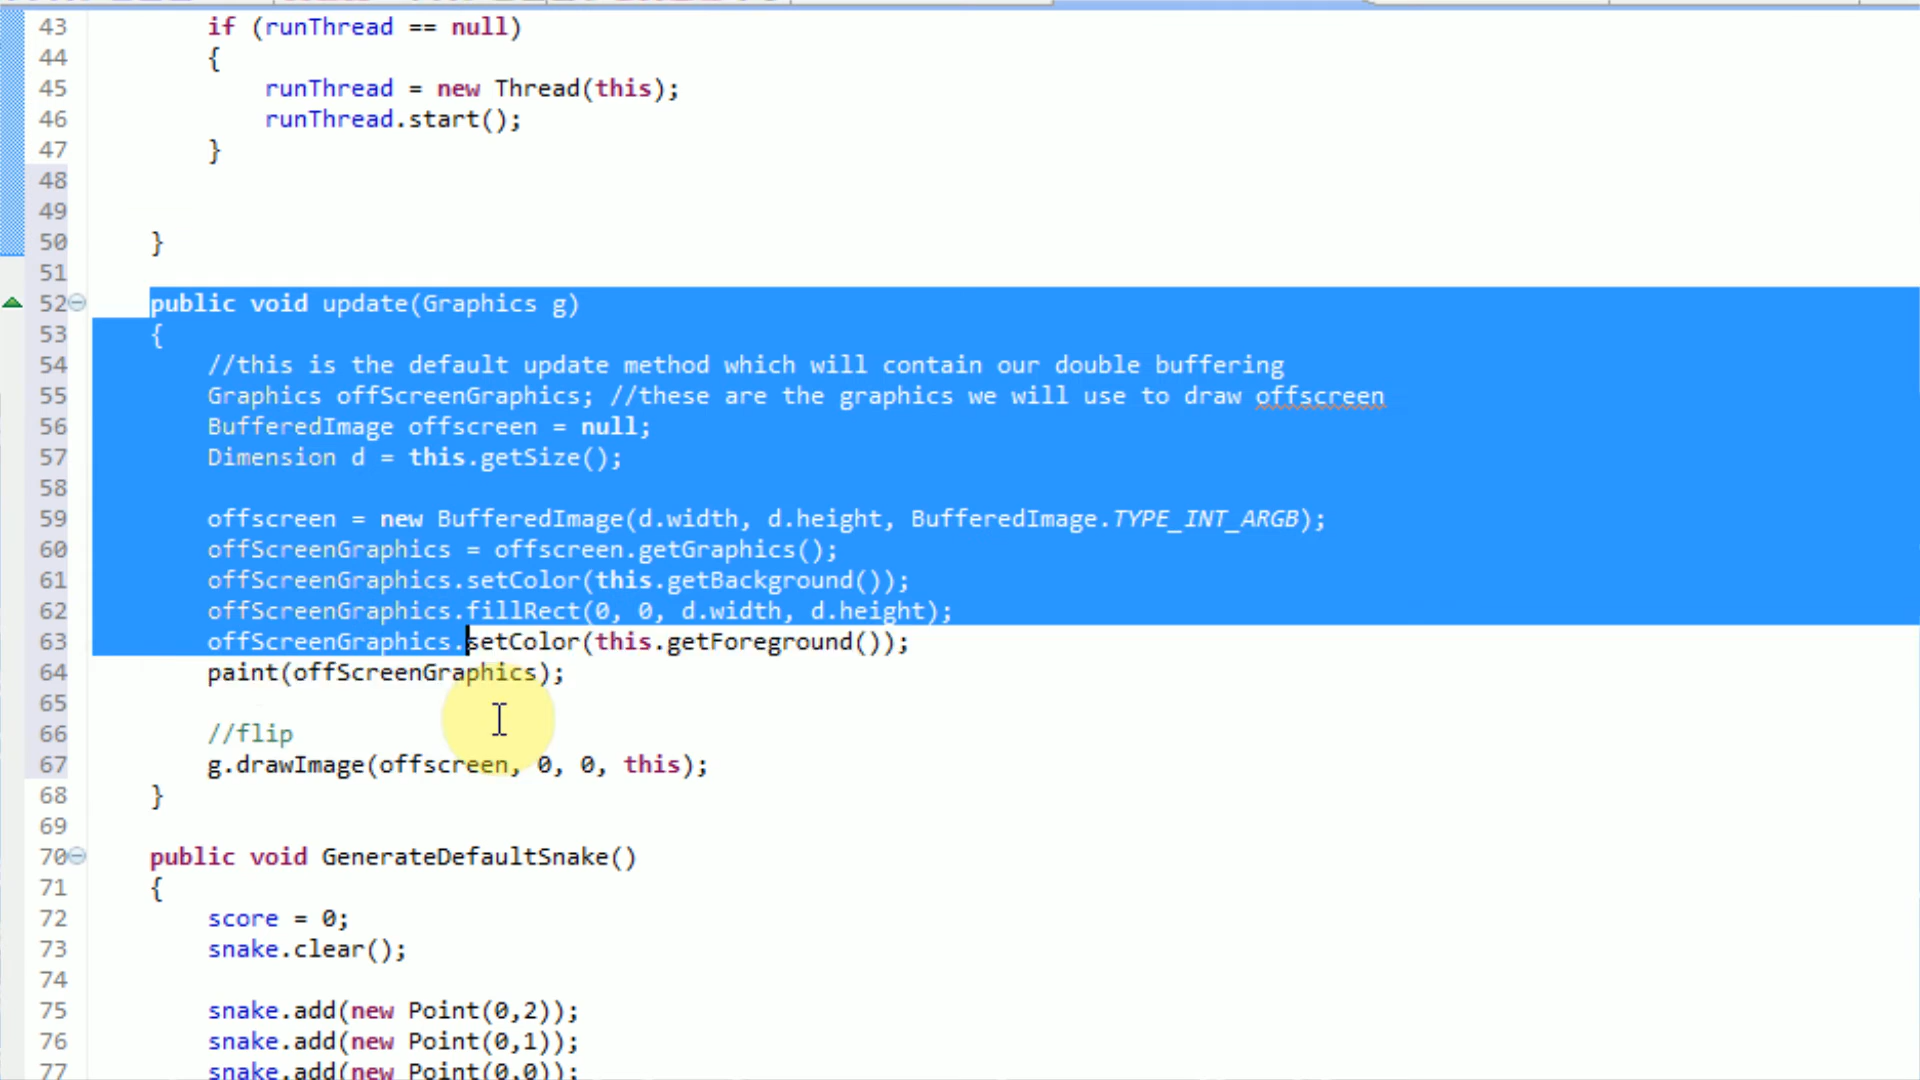 43 if (runThread == null)
44 {
45 runThread = new Thread(this);
46 runThread.start();
47 }
48
49
50 }
51
52 public void update(Graphics g)
53 {
54 //this is the default update method which will contain our double buffering
55 Graphics offScreenGraphics; //these are the graphics we will use to draw offscreen
56 BufferedImage offscreen = null;
57 Dimension d = this.getSize();
58
59 offscreen = new BufferedImage(d.width, d.height, BufferedImage.TYPE_INT_ARGB);
60 offScreenGraphics = offscreen.getGraphics();
61 offScreenGraphics.setColor(this.getBackground());
62 offScreenGraphics.fillRect(0, 0, d.width, d.height);
63 offScreenGraphics.setColor(this.getForeground());
64 paint(offScreenGraphics);
65
66 //flip
67 g.drawImage(offscreen, 0, 0, this);
68 }
69
70 public void GenerateDefaultSnake()
71 {
72 score = 0;
73 snake.clear();
74
75 snake.add(new Point(0,2));
76 snake.add(new Point(0,1));
77 snake.add(new Point(0,0));